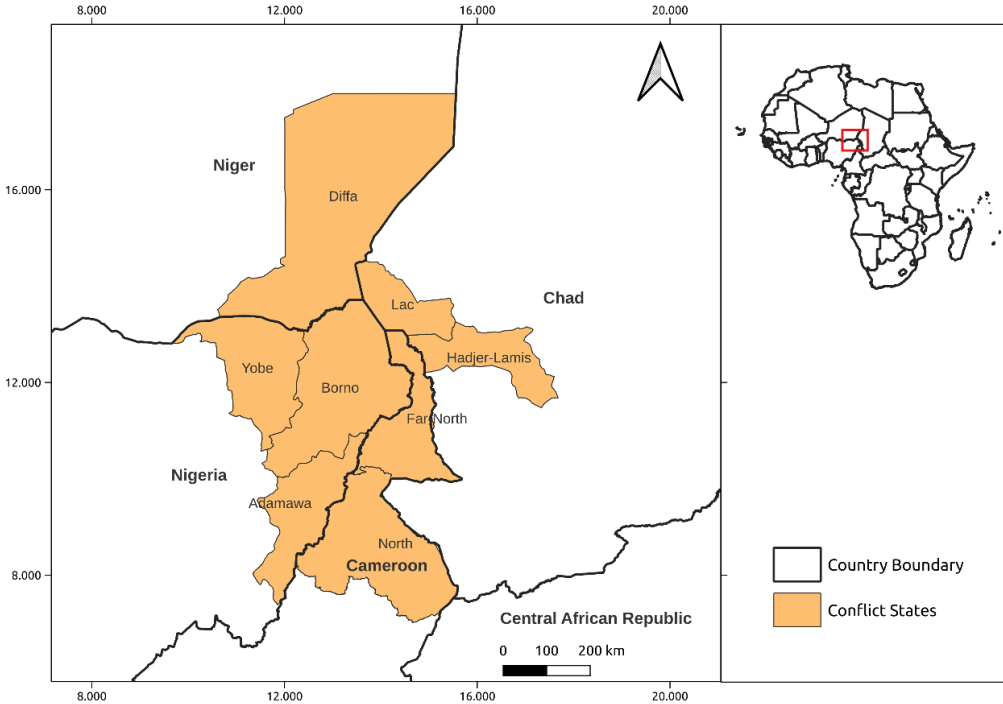 8.000 12.000 16.000 20.000
Niger
16.000
Diffa
Chad
Lac
Hadjer-Lamis
Yobe
12.000
Borno
Far-North
Nigeria
Adamawa
North
Cameroon
8.000
Central African Republic
0 100 200 km
8.000 12.000 16.000 20.000
Country Boundary
Conflict States